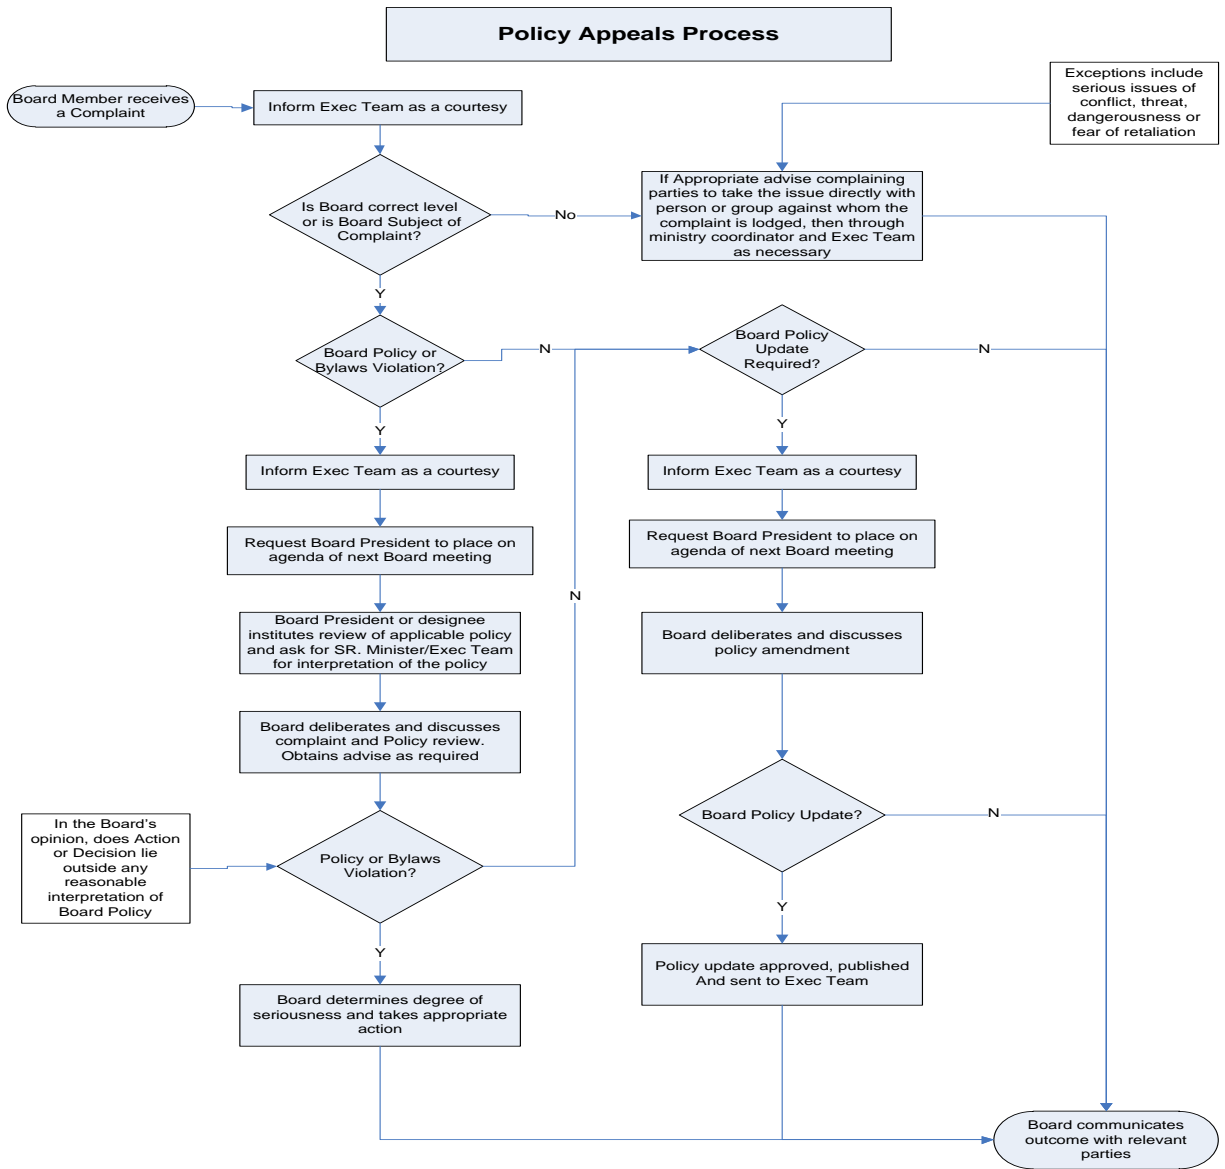 Policy Appeals Process
Board Member receives
a Complaint
Inform Exec Team as a courtesy
Exceptions include
serious issues of
conflict, threat,
dangerousness or
fear of retaliation
Is Board correct level
or is Board Subject of
Complaint?
No
If Appropriate advise complaining
parties to take the issue directly with
person or group against whom the
complaint is lodged, then through
ministry coordinator and Exec Team
as necessary
Y
Board Policy or
Bylaws Violation?
N
Board Policy
Update
Required?
N
Y
Y
Inform Exec Team as a courtesy
Inform Exec Team as a courtesy
Request Board President to place on
agenda of next Board meeting
Request Board President to place on
agenda of next Board meeting
N
Board President or designee
institutes review of applicable policy
and ask for SR. Minister/Exec Team
for interpretation of the policy
Board deliberates and discusses
policy amendment
Board deliberates and discusses
complaint and Policy review.
Obtains advise as required
Board Policy Update?
N
In the Board's
opinion, does Action
or Decision lie
outside any
reasonable
interpretation of
Board Policy
Policy or Bylaws
Violation?
Y
Y
Policy update approved, published
And sent to Exec Team
Board determines degree of
seriousness and takes appropriate
action
Board communicates
outcome with relevant
parties